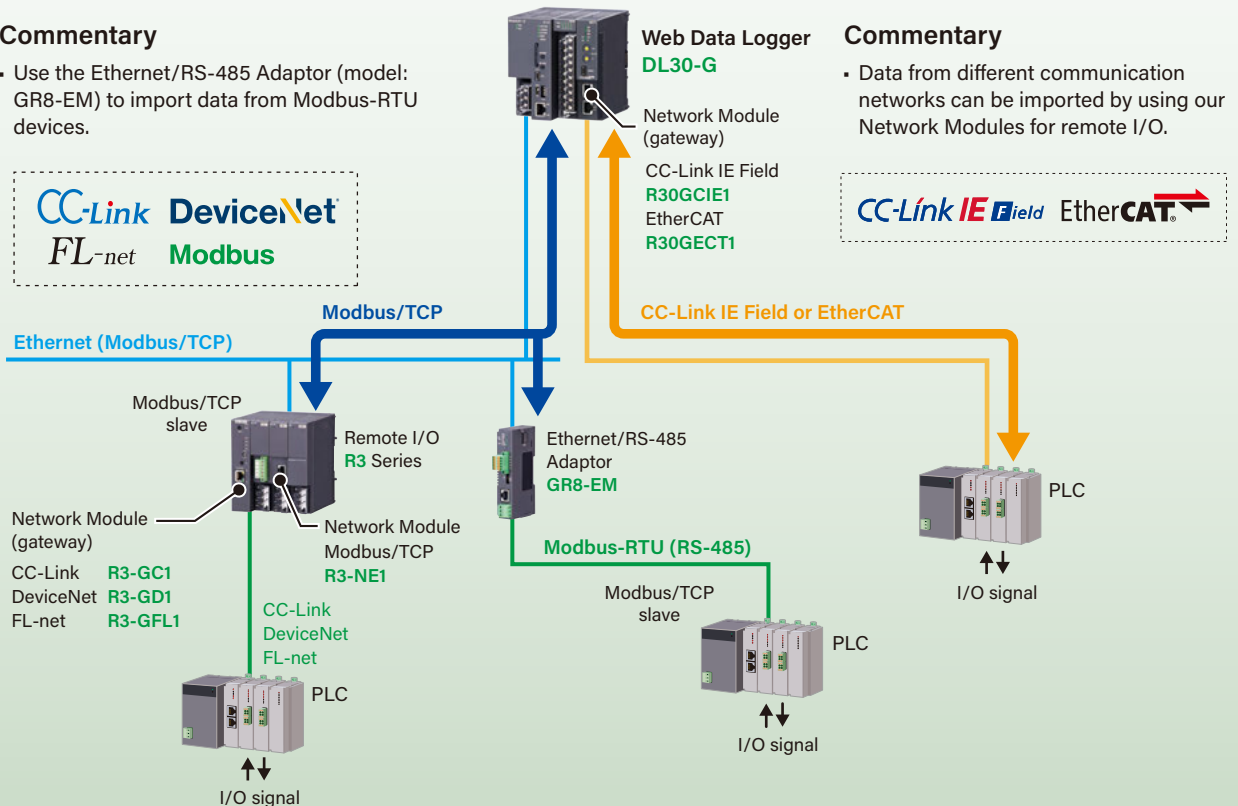 Commentary
▪ Use the Ethernet/RS-485 Adaptor (model:
GR8-EM) to import data from Modbus-RTU
devices.
CC-Link DeviceNet
FL-net Modbus
Web Data Logger
DL30-G
Network Module
(gateway)
CC-Link IE Field
R30GCIE1
EtherCAT
R30GECT1
Commentary
▪ Data from different communication
networks can be imported by using our
Network Modules for remote I/O.
CC-Link IE Field EtherCAT®
Modbus/TCP
CC-Link IE Field or EtherCAT
Ethernet (Modbus/TCP)
Modbus/TCP
slave
Remote I/O
R3 Series
Network Module
(gateway)
CC-Link R3-GC1
DeviceNet R3-GD1
FL-net R3-GFL1
Network Module
Modbus/TCP
R3-NE1
CC-Link
DeviceNet
FL-net
PLC
I/O signal
Ethernet/RS-485
Adaptor
GR8-EM
Modbus-RTU (RS-485)
Modbus/TCP
slave
PLC
I/O signal
PLC
I/O signal